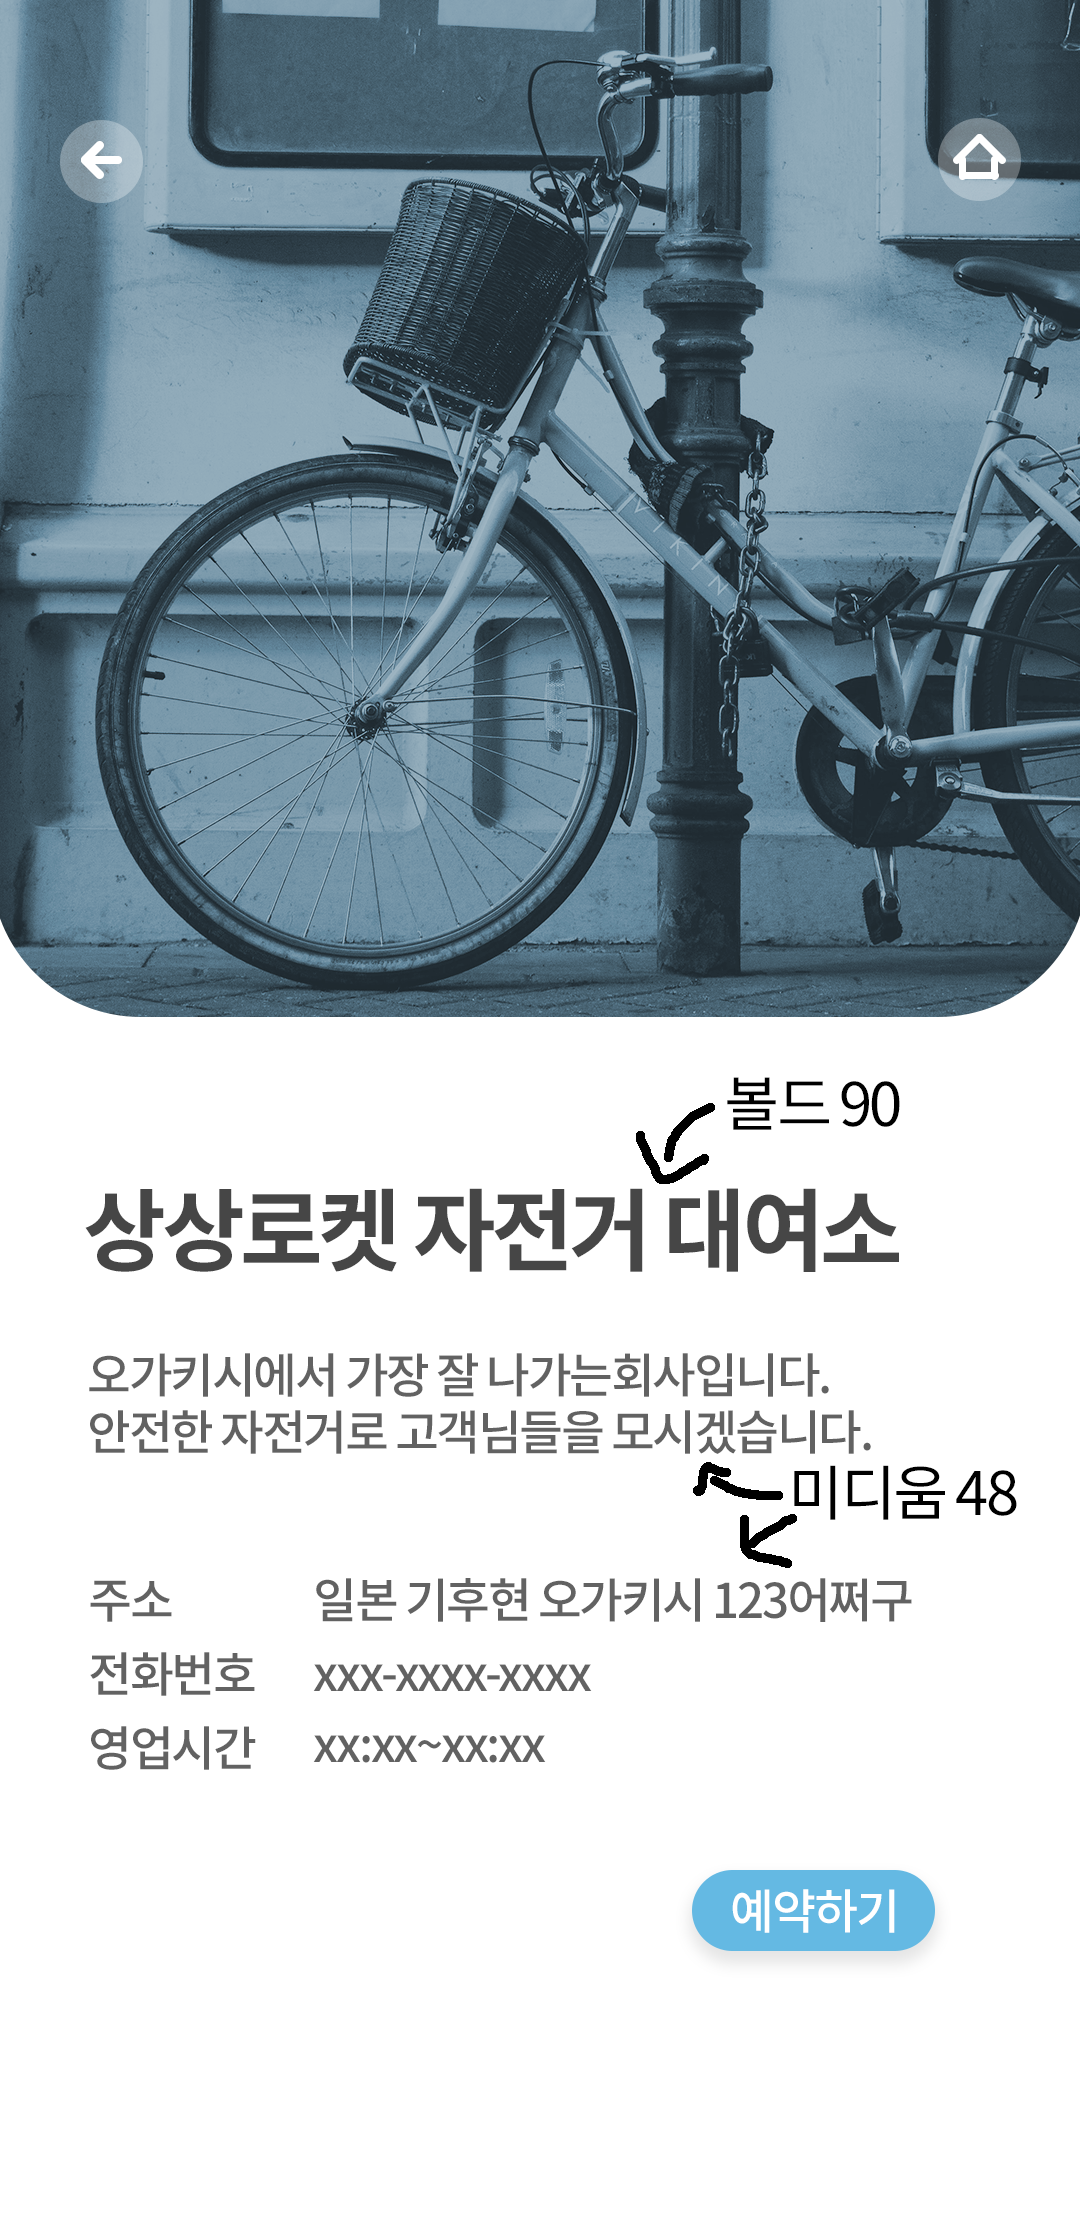 VIKIN
볼드 90
상상로켓 자전거 대여소
오가키시에서 가장 잘 나가는회사입니다.
안전한 자전거로 고객님들을 모시겠습니다.
미디움 48
주소 일본 기후현 오가키시 123어쩌구
전화번호 xxx-xxxx-xxxx
영업시간 xx:xx~xx:xx
예약하기